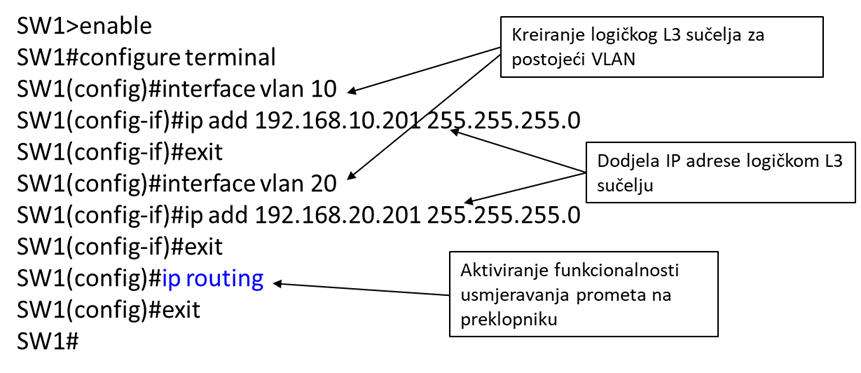 SW1>enable
SW1#configure terminal
SW1(config)#interface vlan 10
SW1(config-if)#ip add 192.168.10.201 255.255.255.0
SW1(config-if)#exit
SW1(config)#interface vlan 20
SW1(config-if)#ip add 192.168.20.201 255.255.255.0
SW1(config-if)#exit
SW1(config)#ip routing
SW1(config)#exit
SW1#
Kreiranje logičkog L3 sučelja za
postojeći VLAN
Dodjela IP adrese logičkom L3
sučelju
Aktiviranje funkcionalnosti
usmjeravanja prometa na
preklopniku